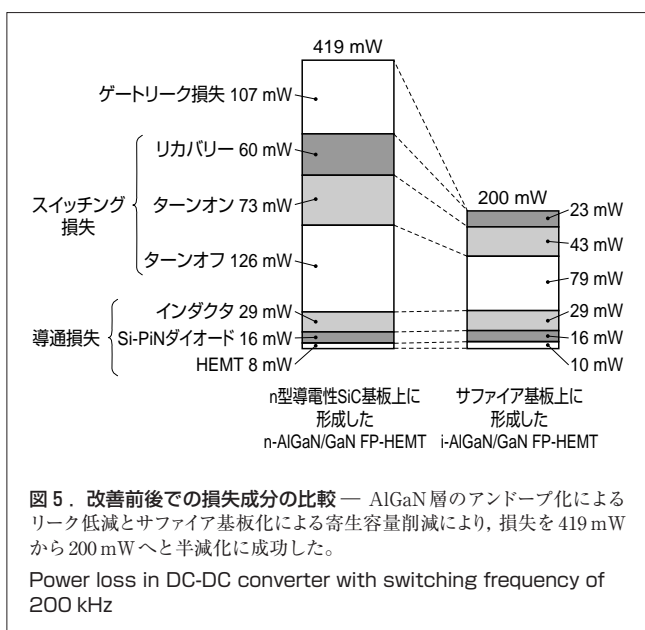 419 mW
ゲートリーク損失 107 mW
リカバリー 60 mW
スイッチング
損失
ターンオン 73 mW
ターンオフ 126 mW
インダクタ 29 mW
導通損失
Si-PiNダイオード 16 mW
HEMT 8 mW
200 mW
23 mW
43 mW
79 mW
29 mW
16 mW
10 mW
n型導電性SiC基板上に
形成した
n-AlGaN/GaN FP-HEMT
サファイア基板上に
形成した
i-AlGaN/GaN FP-HEMT
図5．改善前後での損失成分の比較 — AlGaN層のアンドープ化による
リーク低減とサファイア基板化による寄生容量削減により，損失を419 mW
から200 mWへと半減化に成功した。
Power loss in DC-DC converter with switching frequency of
200 kHz